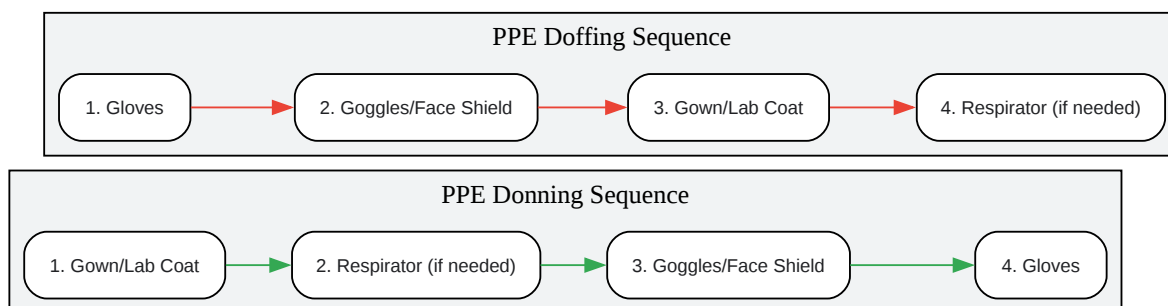 PPE Doffing Sequence
1. Gloves
2. Goggles/Face Shield
3. Gown/Lab Coat
4. Respirator (if needed)
PPE Donning Sequence
1. Gown/Lab Coat
2. Respirator (if needed)
3. Goggles/Face Shield
4. Gloves